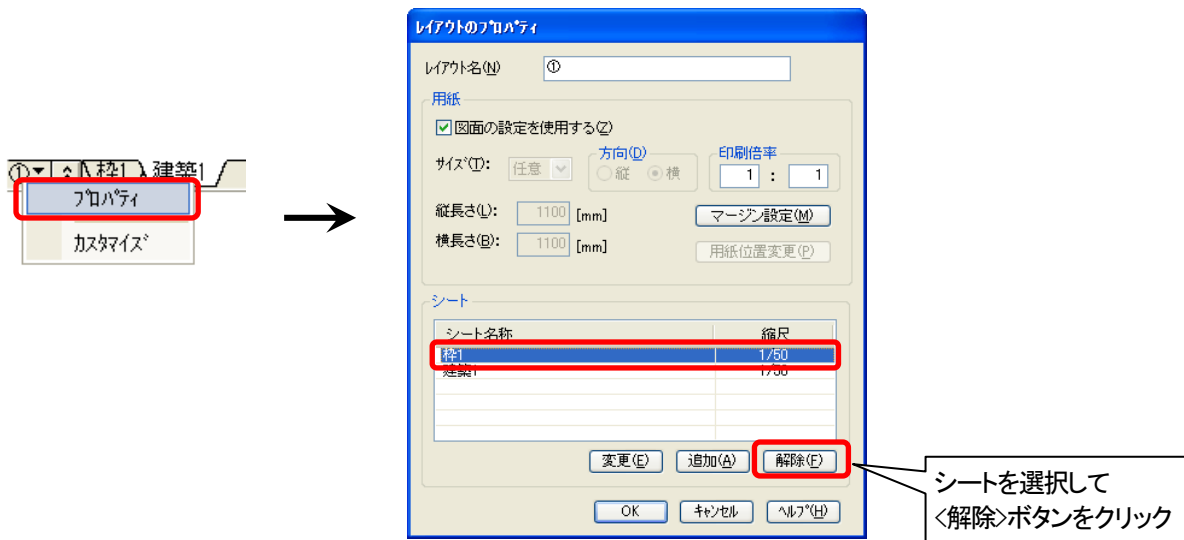 ①▼ 枠1 建築1
プロパティ
カスタマイズ
レイアウトのプロパティ
レイアウト名(N) ①
用紙
図面の設定を使用する(Z)
サイズ(T): 任意
方向(D)
縦 横
印刷倍率
1 : 1
縦長さ(L): 1100 [mm]
マージン設定(M)
横長さ(B): 1100 [mm]
用紙位置変更(P)
シート
シート名称 縮尺
枠1 1/50
建築1 1/50
変更(E) 追加(A) 解除(F)
OK キャンセル ヘルプ(H)
シートを選択して
<解除>ボタンをクリック